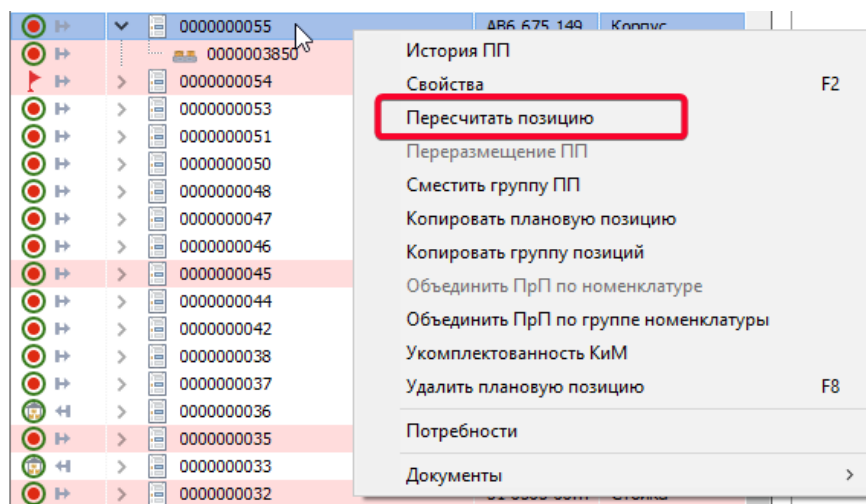 0000000055 АВ6 675 149 Корпус
0000003850
0000000054
0000000053
0000000051
0000000050
0000000048
0000000047
0000000046
0000000045
0000000044
0000000042
0000000038
0000000037
0000000036
0000000035
0000000033
0000000032
История ПП
Свойства F2
Пересчитать позицию
Переразмещение ПП
Сместить группу ПП
Копировать плановую позицию
Копировать группу позиций
Объединить ПрП по номенклатуре
Объединить ПрП по группе номенклатуры
Укомплектованность КиМ
Удалить плановую позицию F8
Потребности
Документы